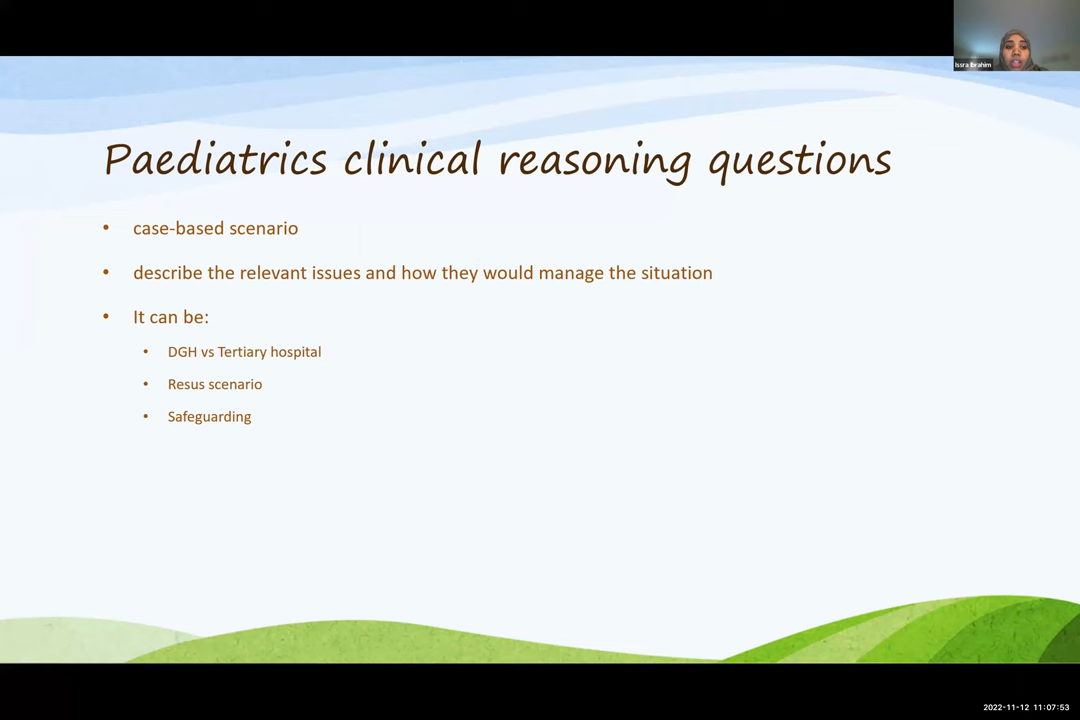 Issra Ibrahim
Paediatrics clinical reasoning questions
• case-based scenario
• describe the relevant issues and how they would manage the situation
• It can be:
• DGH vs Tertiary hospital
• Resus scenario
• Safeguarding
2022-11-12 11:07:53